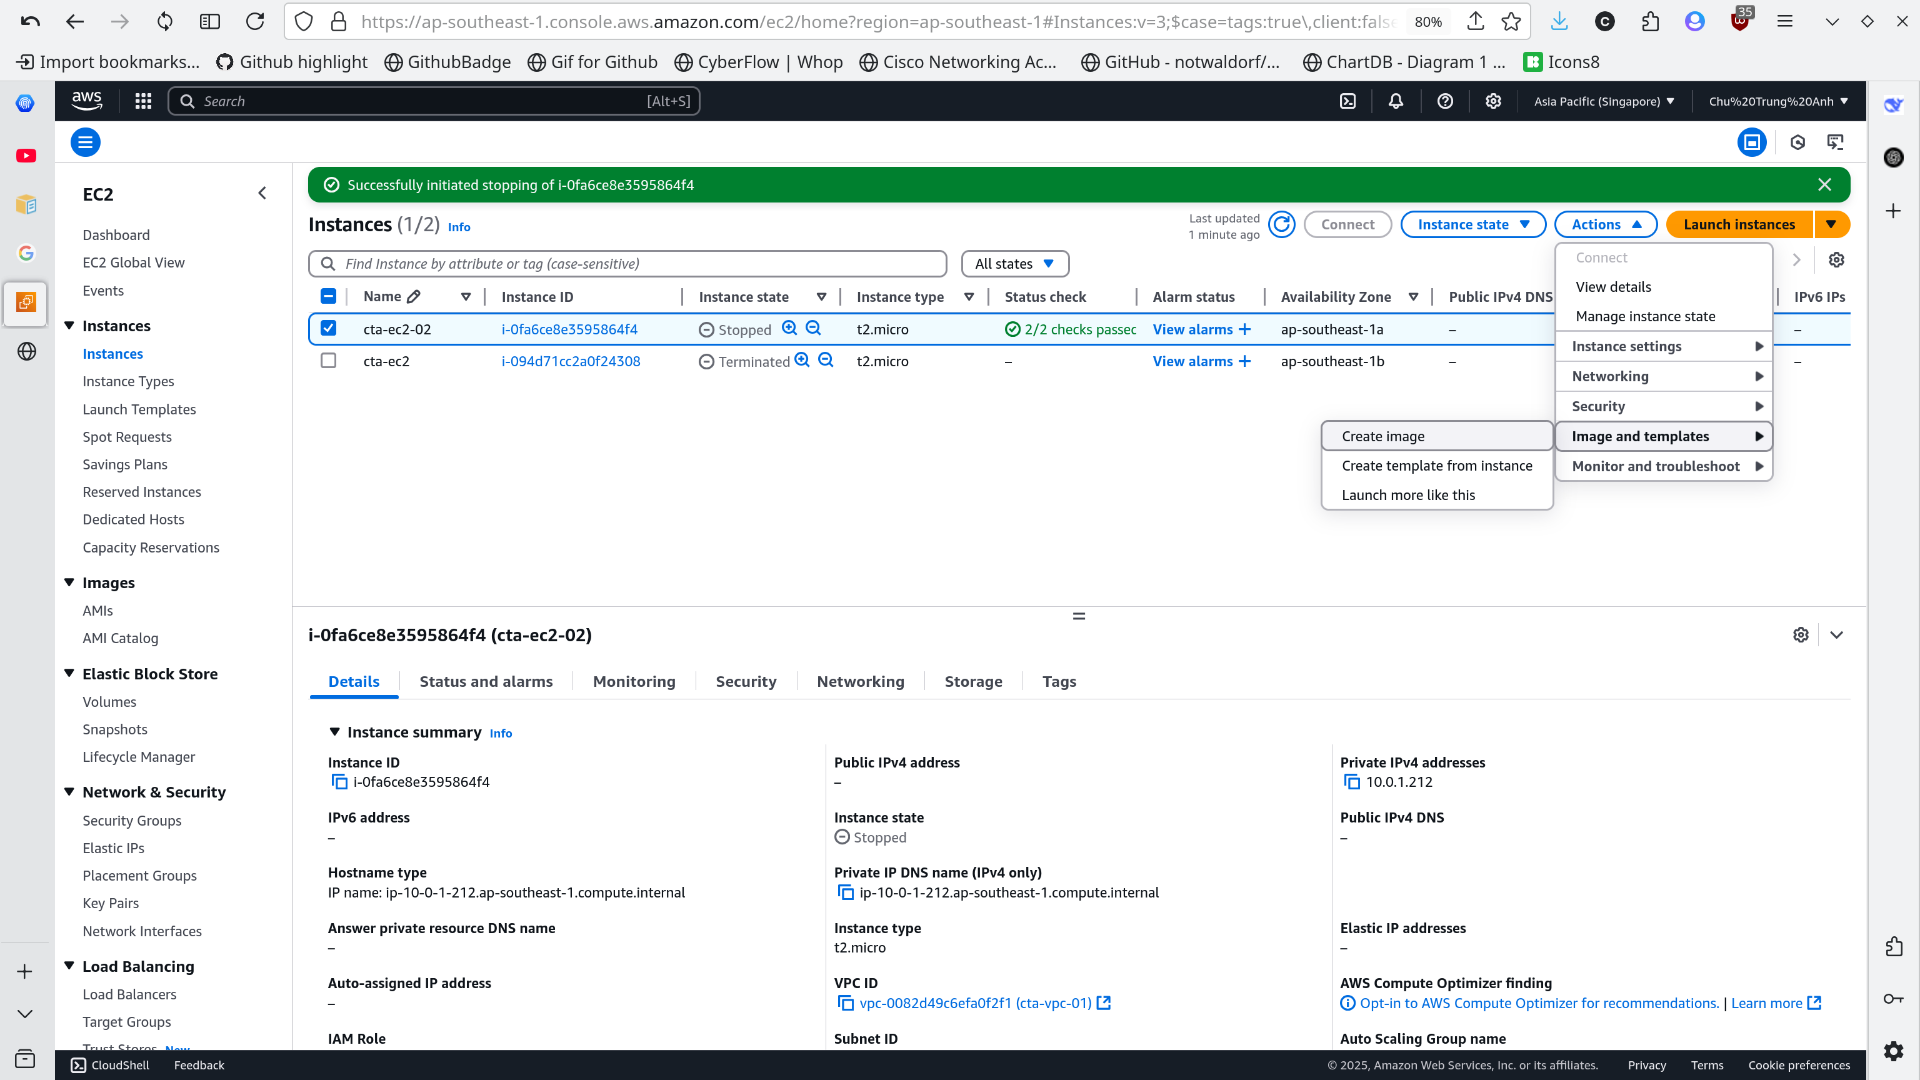 https://ap-southeast-1.console.aws.amazon.com/ec2/home?region=ap-southeast-1#Instances:v=3;$case=tags:true\,client:false
80%
35
Import bookmarks...
Github highlight
GithubBadge
Gif for Github
CyberFlow | Whop
Cisco Networking Ac...
GitHub - notwaldorf/...
ChartDB - Diagram 1 ...
Icons8
aws
Search
[Alt+S]
Asia Pacific (Singapore)
Chu%20Trung%20Anh
EC2
Dashboard
EC2 Global View
Events
Instances
Instances
Instance Types
Launch Templates
Spot Requests
Savings Plans
Reserved Instances
Dedicated Hosts
Capacity Reservations
Images
AMIs
AMI Catalog
Elastic Block Store
Volumes
Snapshots
Lifecycle Manager
Network & Security
Security Groups
Elastic IPs
Placement Groups
Key Pairs
Network Interfaces
Load Balancing
Load Balancers
Target Groups
Trust Stores New
Successfully initiated stopping of i-0fa6ce8e3595864f4
Instances (1/2) Info
Last updated
1 minute ago
Connect
Instance state
Actions
Launch instances
Find Instance by attribute or tag (case-sensitive)
All states
Name
Instance ID
Instance state
Instance type
Status check
Alarm status
Availability Zone
Public IPv4 DNS
IPv6 IPs
cta-ec2-02
i-0fa6ce8e3595864f4
Stopped
t2.micro
2/2 checks passec
View alarms +
ap-southeast-1a
–
–
cta-ec2
i-094d71cc2a0f24308
Terminated
t2.micro
–
View alarms +
ap-southeast-1b
–
–
Connect
View details
Manage instance state
Instance settings
Networking
Security
Image and templates
Monitor and troubleshoot
Create image
Create template from instance
Launch more like this
i-0fa6ce8e3595864f4 (cta-ec2-02)
Details
Status and alarms
Monitoring
Security
Networking
Storage
Tags
Instance summary Info
Instance ID
i-0fa6ce8e3595864f4
Public IPv4 address
–
Private IPv4 addresses
10.0.1.212
IPv6 address
–
Instance state
Stopped
Public IPv4 DNS
–
Hostname type
IP name: ip-10-0-1-212.ap-southeast-1.compute.internal
Private IP DNS name (IPv4 only)
ip-10-0-1-212.ap-southeast-1.compute.internal
Answer private resource DNS name
–
Instance type
t2.micro
Elastic IP addresses
–
Auto-assigned IP address
–
VPC ID
vpc-0082d49c6efa0f2f1 (cta-vpc-01)
AWS Compute Optimizer finding
Opt-in to AWS Compute Optimizer for recommendations. | Learn more
IAM Role
Subnet ID
Auto Scaling Group name
CloudShell
Feedback
© 2025, Amazon Web Services, Inc. or its affiliates.
Privacy
Terms
Cookie preferences